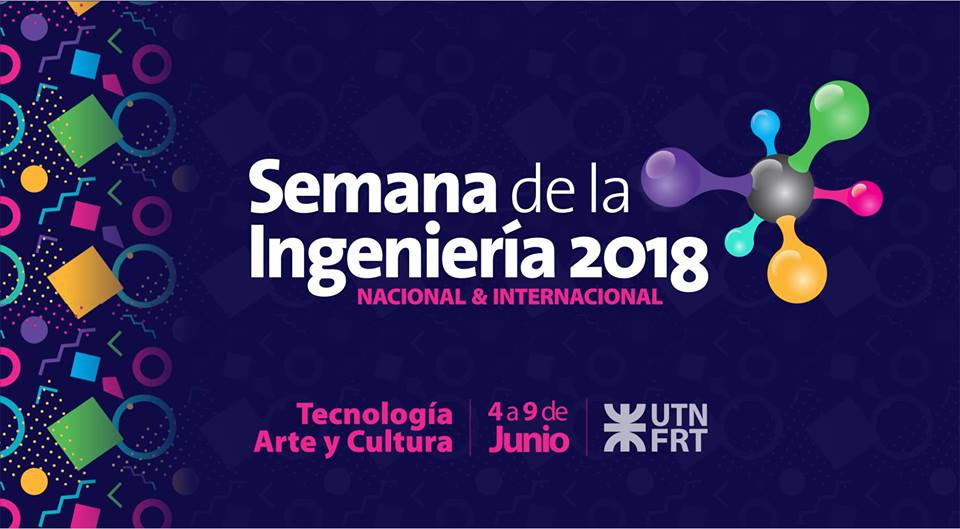 Semana de la
Ingeniería 2018
NACIONAL & INTERNACIONAL
Tecnología
Arte y Cultura
4 a 9 de
Junio
UTN
FRT